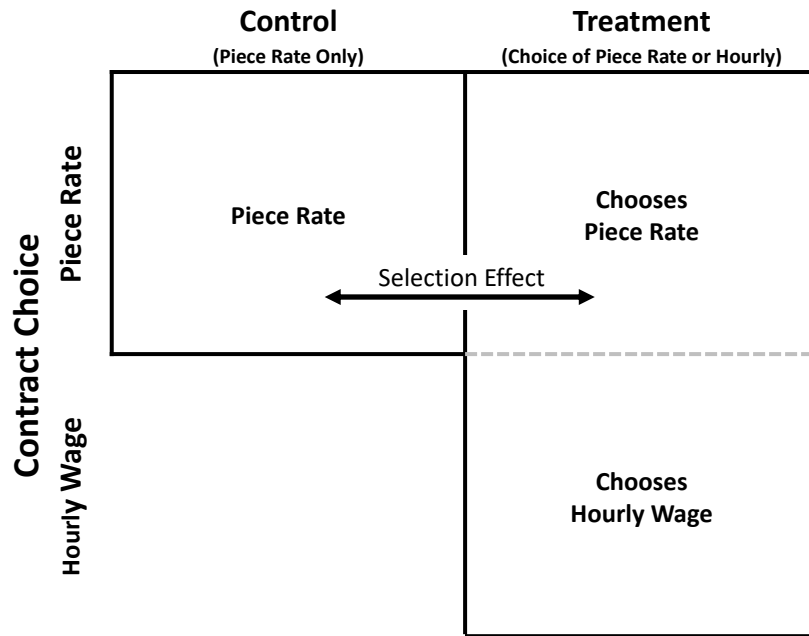 Control
(Piece Rate Only)
Treatment
(Choice of Piece Rate or Hourly)
Contract Choice
Piece Rate
Hourly Wage
Piece Rate
Chooses
Piece Rate
Selection Effect
Chooses
Hourly Wage